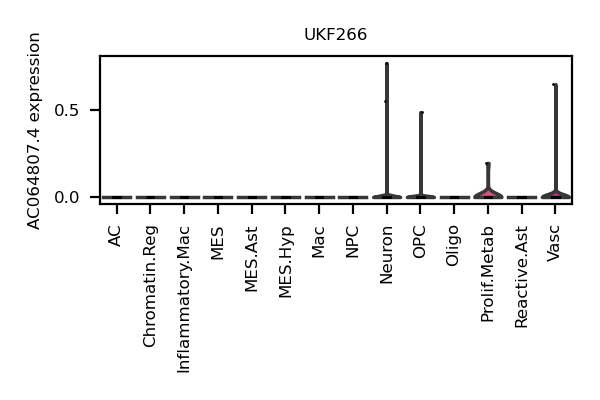 UKF266
AC064807.4 expression
0.5
0.0
AC
Chromatin.Reg
Inflammatory.Mac
MES
MES.Ast
MES.Hyp
Mac
NPC
Neuron
OPC
Oligo
Prolif.Metab
Reactive.Ast
Vasc